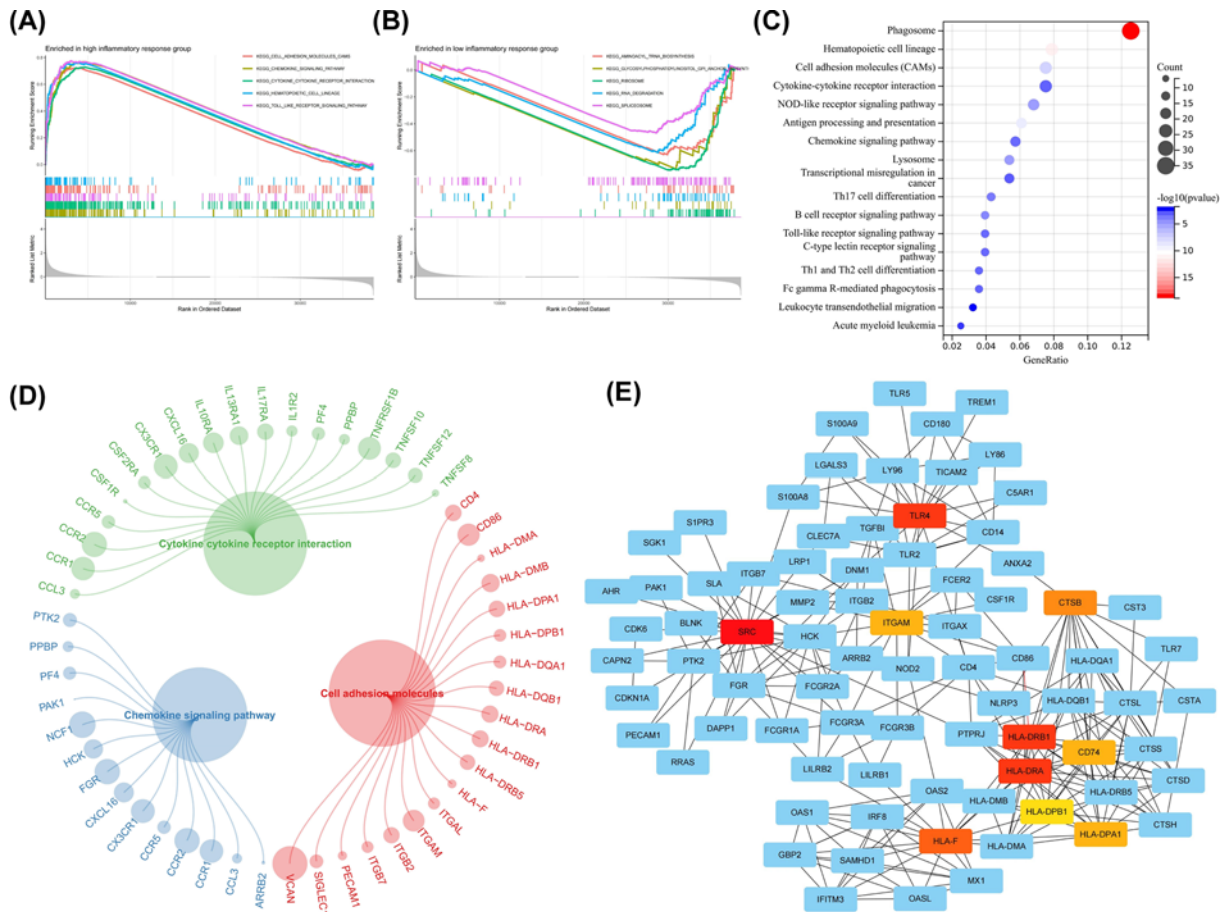 (A)
Enriched in high inflammatory response group
KEGG_CELL_ADHESION_MOLECULES_CAMS
KEGG_CHEMOKINE_SIGNALING_PATHWAY
KEGG_CYTOKINE_CYTOKINE_RECEPTOR_INTERACTION
KEGG_HEMATOPOIETIC_CELL_LINEAGE
KEGG_TOLL_LIKE_RECEPTOR_SIGNALING_PATHWAY
Running Enrichment Score
Ranked List Metric
Rank in Ordered Dataset
(B)
Enriched in low inflammatory response group
KEGG_AMINOACYL_TRNA_BIOSYNTHESIS
KEGG_RIBOSOME
KEGG_RNA_DEGRADATION
KEGG_SPLICEOSOME
Running Enrichment Score
Ranked List Metric
Rank in Ordered Dataset
(C)
Phagosome
Hematopoietic cell lineage
Cell adhesion molecules (CAMs)
Cytokine-cytokine receptor interaction
NOD-like receptor signaling pathway
Antigen processing and presentation
Chemokine signaling pathway
Lysosome
Transcriptional misregulation in
cancer
Th17 cell differentiation
B cell receptor signaling pathway
Toll-like receptor signaling pathway
C-type lectin receptor signaling
pathway
Th1 and Th2 cell differentiation
Fc gamma R-mediated phagocytosis
Leukocyte transendothelial migration
Acute myeloid leukemia
0.02 0.04 0.06 0.08 0.10 0.12
GeneRatio
Count
10
15
20
25
30
35
-log10(pvalue)
5
10
15
(D)
CCL3
CCR1
CCR2
CCR5
CSF1R
CSF2RA
CX3CR1
CXCL16
IL10RA
IL13RA1
IL17RA
IL1R2
PF4
PPBP
TNFRSF1B
TNFSF10
TNFSF12
TNFSF8
Cytokine cytokine receptor interaction
CD4
CD86
HLA-DMA
HLA-DMB
HLA-DPA1
HLA-DPB1
HLA-DQA1
HLA-DQB1
HLA-DRA
HLA-DRB1
HLA-DRB5
HLA-F
ITGAL
ITGAM
ITGB2
ITGB7
PECAM1
SIGLEC1
VCAN
Cell adhesion molecules
PTK2
PPBP
PF4
PAK1
NCF1
HCK
FGR
CXCL16
CX3CR1
CCR5
CCR2
CCR1
CCL3
ARRB2
Chemokine signaling pathway
(E)
TLR5
TREM1
S100A9
CD180
LGALS3
LY96
TICAM2
LY86
S100A8
C5AR1
TLR4
S1PR3
TGFBI
CLEC7A
CD14
SGK1
TLR2
ANXA2
ITGB7
LRP1
DNM1
AHR
PAK1
SLA
FCER2
MMP2
ITGB2
CSF1R
CTSB
CST3
CDK6
BLNK
SRC
HCK
ITGAM
ITGAX
CAPN2
PTK2
ARRB2
NOD2
CD4
CD86
HLA-DQA1
TLR7
CDKN1A
FGR
FCGR2A
NLRP3
HLA-DQB1
CTSL
CTSA
PECAM1
DAPP1
FCGR1A
FCGR3A
FCGR3B
PTPRJ
HLA-DRB1
CD74
CTSS
RRAS
LILRB2
LILRB1
HLA-DRA
CTSD
OAS2
HLA-DMB
HLA-DRB5
OAS1
IRF8
HLA-DPB1
CTSH
GBP2
SAMHD1
HLA-F
HLA-DMA
HLA-DPA1
IFITM3
OASL
MX1